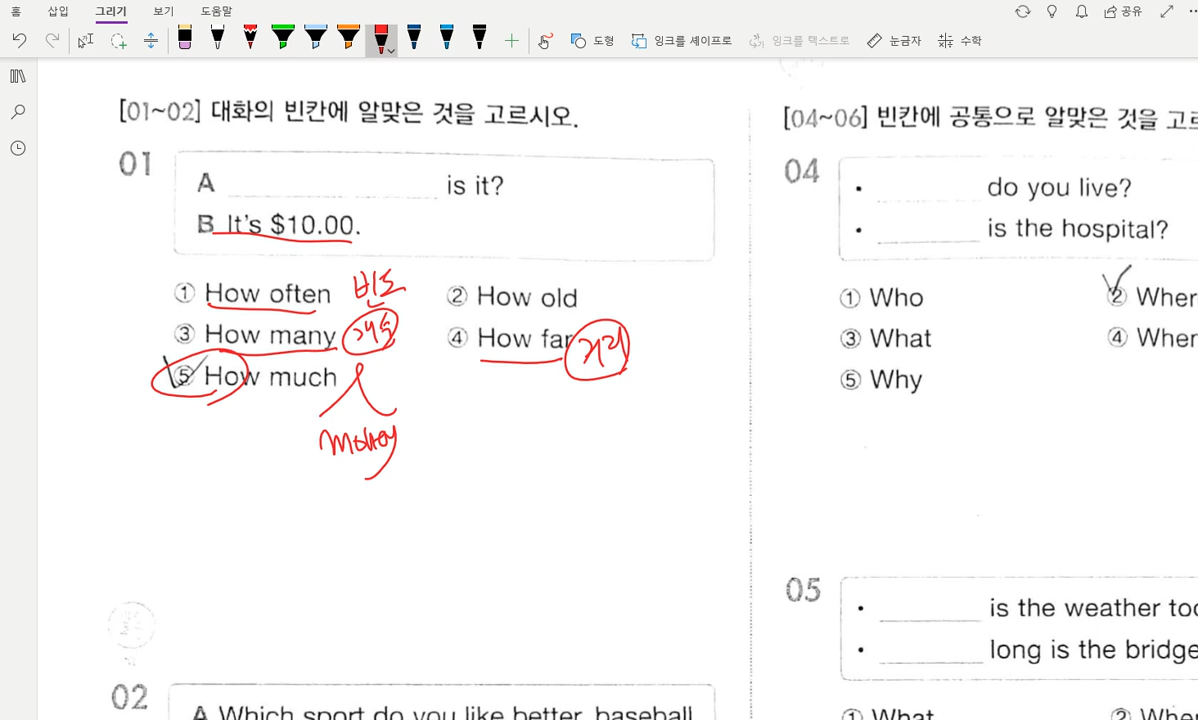 홈 삽입 그리기 보기 도움말
공유
도형 잉크를 셰이프로 잉크를 텍스트로 눈금자 수학
[01~02] 대화의 빈칸에 알맞은 것을 고르시오.
01
A ____________ is it?
B It's $10.00.
① How often 빈도
② How old
③ How many 개수
④ How far 거리
⑤ How much
money
02
A Which sport do you like better, baseball
[04~06] 빈칸에 공통으로 알맞은 것을 고르
04
• ________ do you live?
• ________ is the hospital?
① Who ② Wher
③ What ④ Wher
⑤ Why
05
• ________ is the weather too
• ________ long is the bridge
① What ② Whe